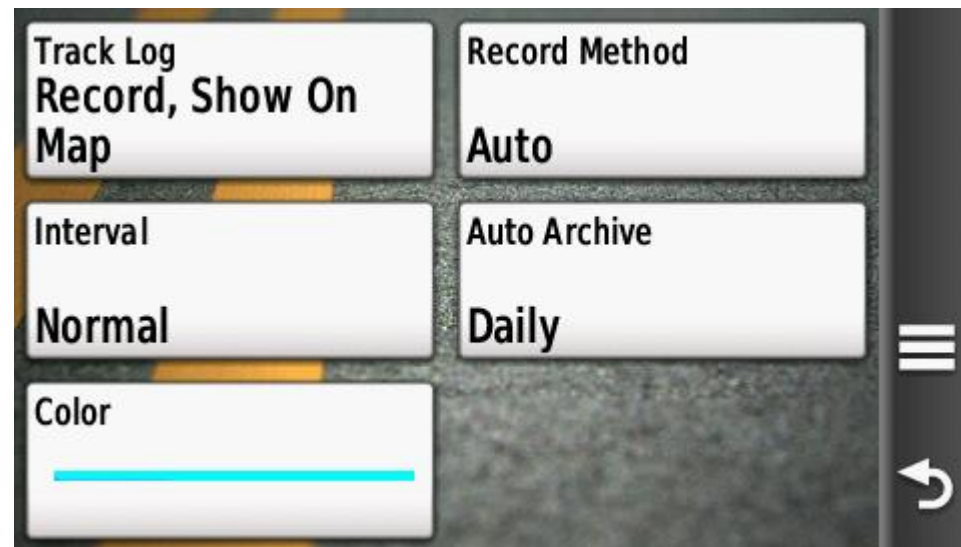 Track Log
Record, Show On
Map
Record Method
Auto
Interval
Normal
Auto Archive
Daily
Color